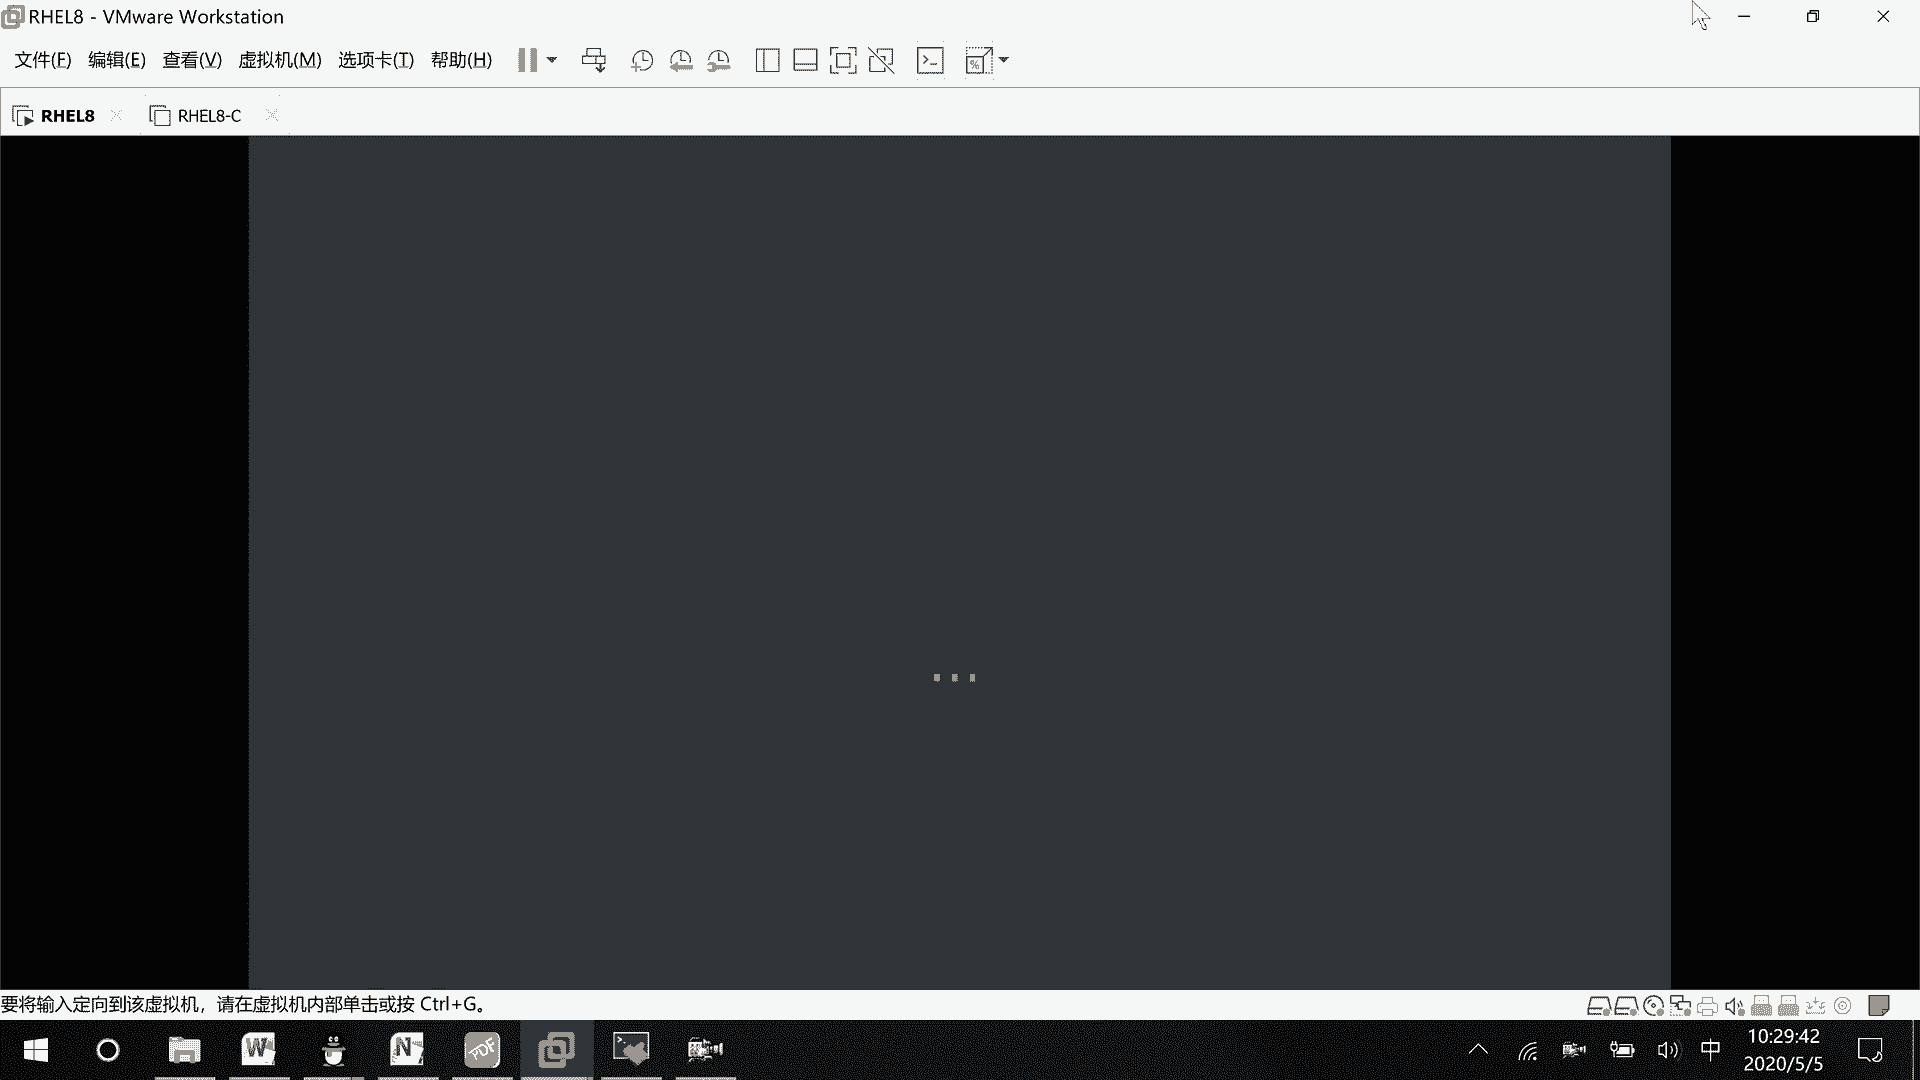 RHEL8 - VMware Workstation
文件(F) 编辑(E) 查看(V) 虚拟机(M) 选项卡(T) 帮助(H)
RHEL8 RHEL8-C
要将输入定向到该虚拟机，请在虚拟机内部单击或按 Ctrl+G。
W N PDF 中 10:29:42
2020/5/5